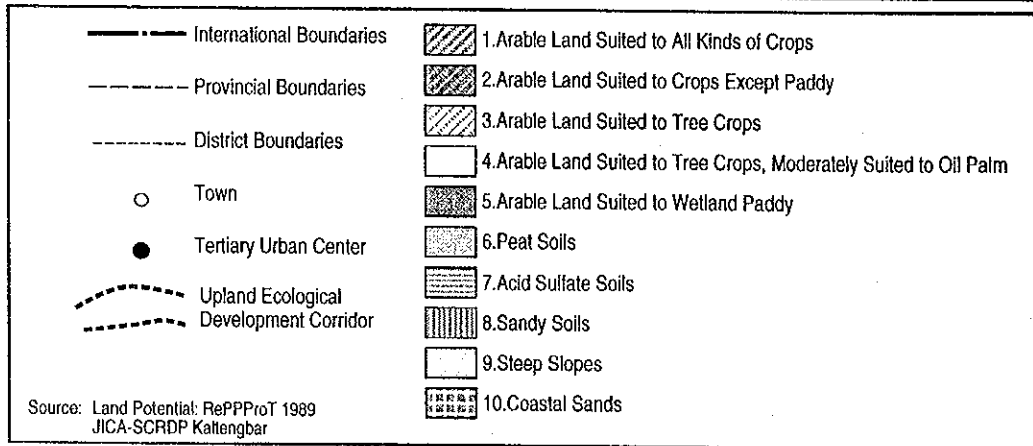 International Boundaries
Provincial Boundaries
District Boundaries
Town
Tertiary Urban Center
Upland Ecological
Development Corridor
1.Arable Land Suited to All Kinds of Crops
2.Arable Land Suited to Crops Except Paddy
3.Arable Land Suited to Tree Crops
4.Arable Land Suited to Tree Crops, Moderately Suited to Oil Palm
5.Arable Land Suited to Wetland Paddy
6.Peat Soils
7.Acid Sulfate Soils
8.Sandy Soils
9.Steep Slopes
10.Coastal Sands
Source: Land Potential: RePPProT 1989
JICA-SCRDP Kaltengbar